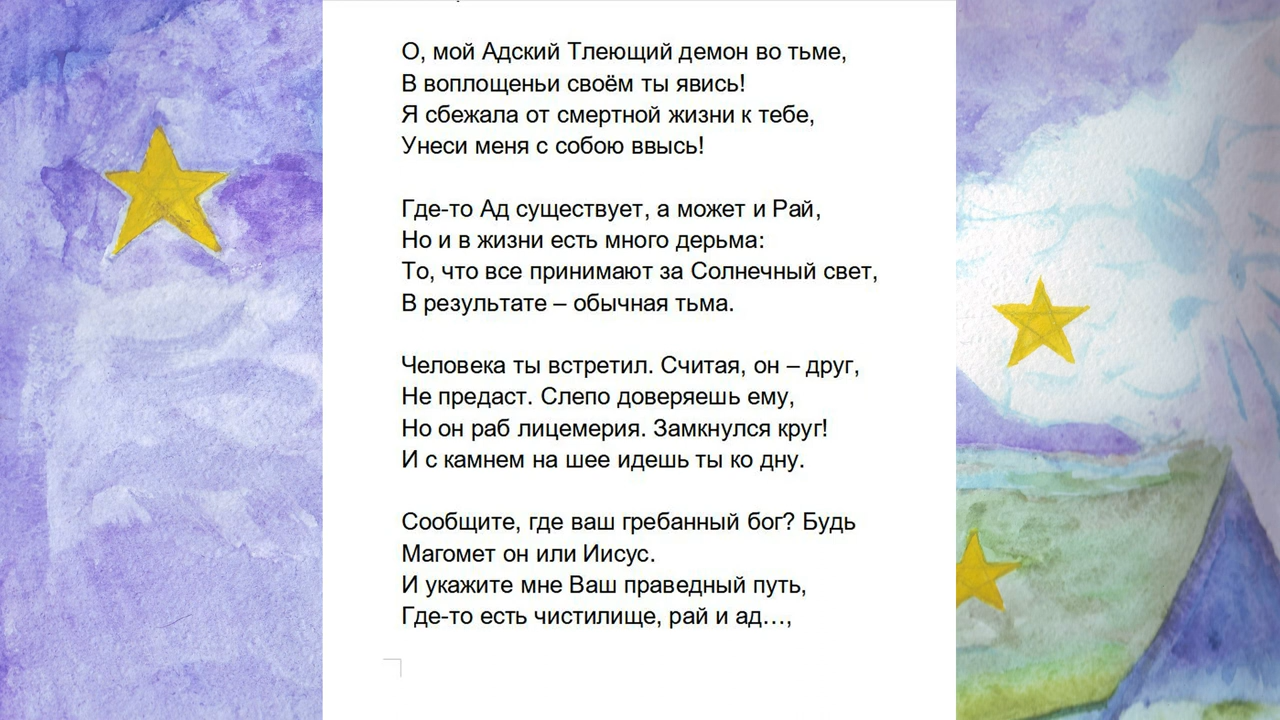 О, мой Адский Тлеющий демон во тьме,
В воплощеньи своём ты явись!
Я сбежала от смертной жизни к тебе,
Унеси меня с собою ввысь!
Где-то Ад существует, а может и Рай,
Но и в жизни есть много дерьма:
То, что все принимают за Солнечный свет,
В результате – обычная тьма.
Человека ты встретил. Считая, он – друг,
Не предаст. Слепо доверяешь ему,
Но он раб лицемерия. Замкнулся круг!
И с камнем на шее идешь ты ко дну.
Сообщите, где ваш гребанный бог? Будь
Магомет он или Иисус.
И укажите мне Ваш праведный путь,
Где-то есть чистилище, рай и ад…,